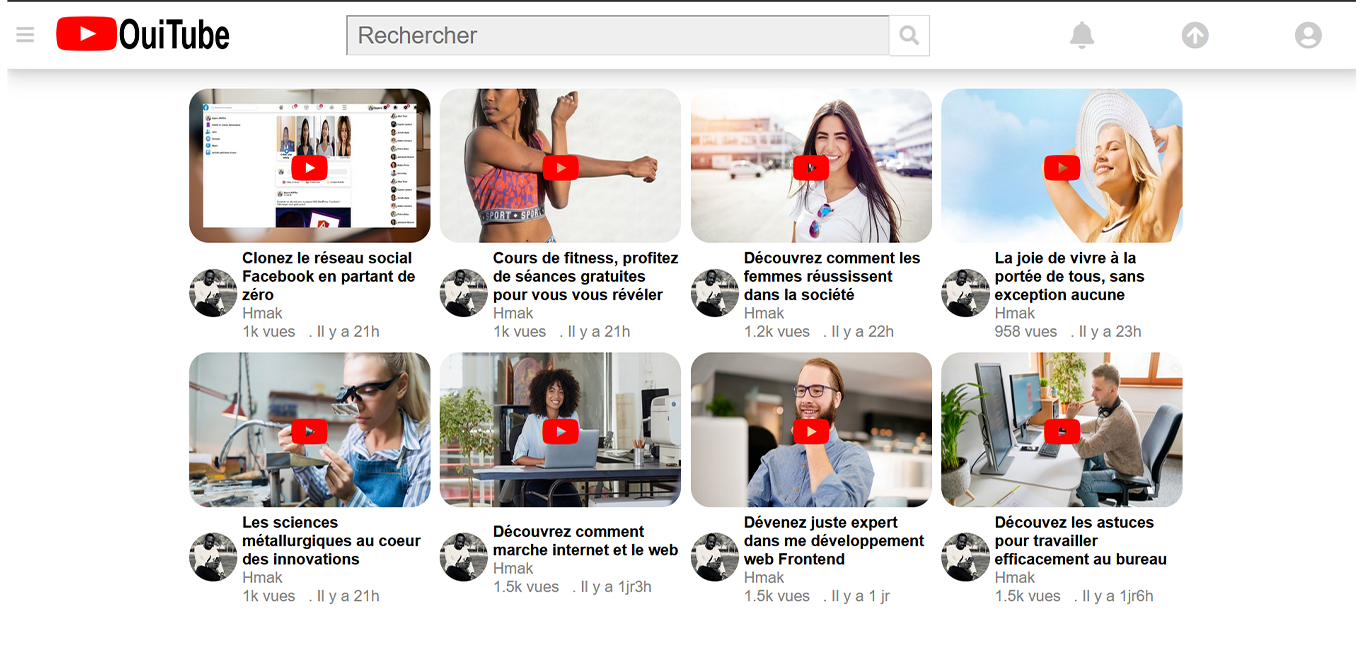 OuiTube
Rechercher
SPORT • SPOR
Clonez le réseau social
Facebook en partant de
zéro
Hmak
1k vues . Il y a 21h
Cours de fitness, profitez
de séances gratuites
pour vous vous révéler
Hmak
1k vues . Il y a 21h
Découvrez comment les
femmes réussissent
dans la société
Hmak
1.2k vues . Il y a 22h
La joie de vivre à la
portée de tous, sans
exception aucune
Hmak
958 vues . Il y a 23h
Les sciences
métallurgiques au coeur
des innovations
Hmak
1k vues . Il y a 21h
Découvrez comment
marche internet et le web
Hmak
1.5k vues . Il y a 1jr3h
Dévenez juste expert
dans me développement
web Frontend
Hmak
1.5k vues . Il y a 1 jr
Découvez les astuces
pour travailler
efficacement au bureau
Hmak
1.5k vues . Il y a 1jr6h